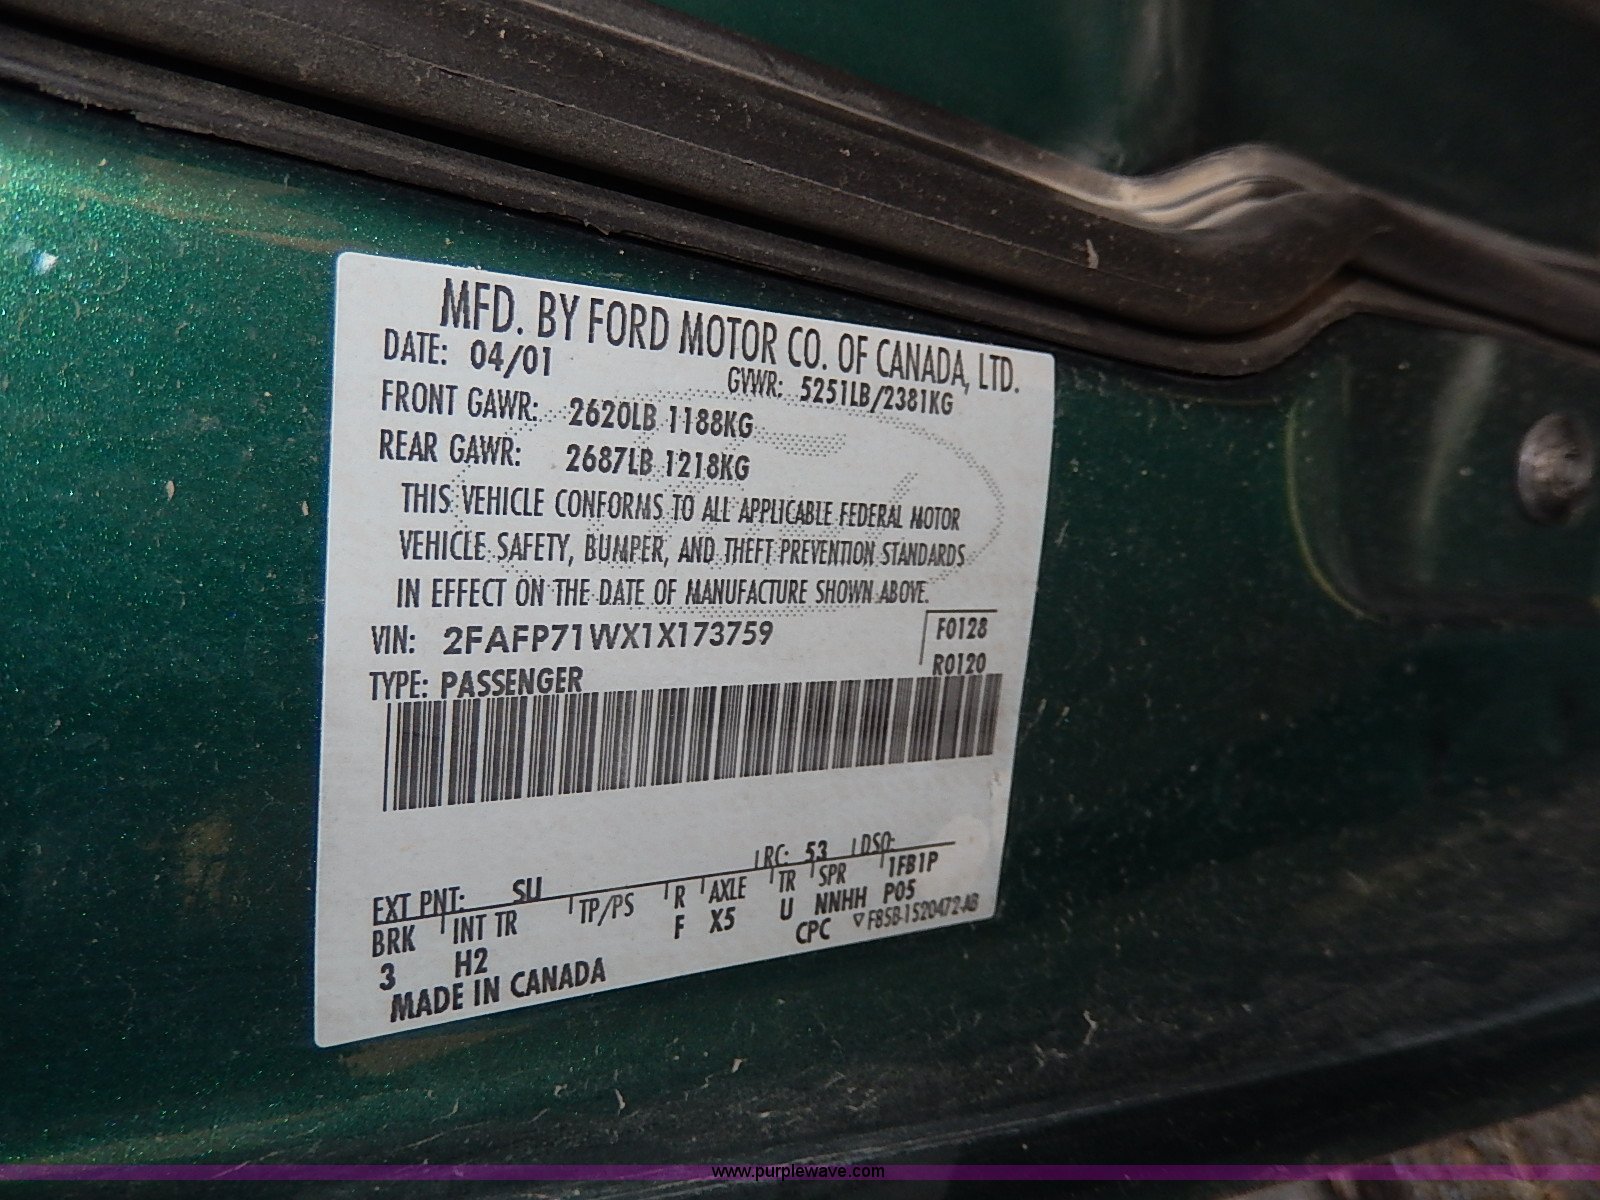 MFD. BY FORD MOTOR CO. OF CANADA, LTD.
DATE: 04/01
GVWR: 5251LB/2381KG
FRONT GAWR: 2620LB 1188KG
REAR GAWR: 2687LB 1218KG
THIS VEHICLE CONFORMS TO ALL APPLICABLE FEDERAL MOTOR
VEHICLE SAFETY, BUMPER, AND THEFT PREVENTION STANDARDS
IN EFFECT ON THE DATE OF MANUFACTURE SHOWN ABOVE.
VIN: 2FAFP71WX1X173759
F0128
R0120
TYPE: PASSENGER
EXT PNT: SU RC: 53 DSO:
BRK INT TR TP/PS R AXLE TR SPR 1FB1P
3 H2 F X5 U NNHH P05
MADE IN CANADA CPC ▽F85B-1520472-AB
www.purplewave.com